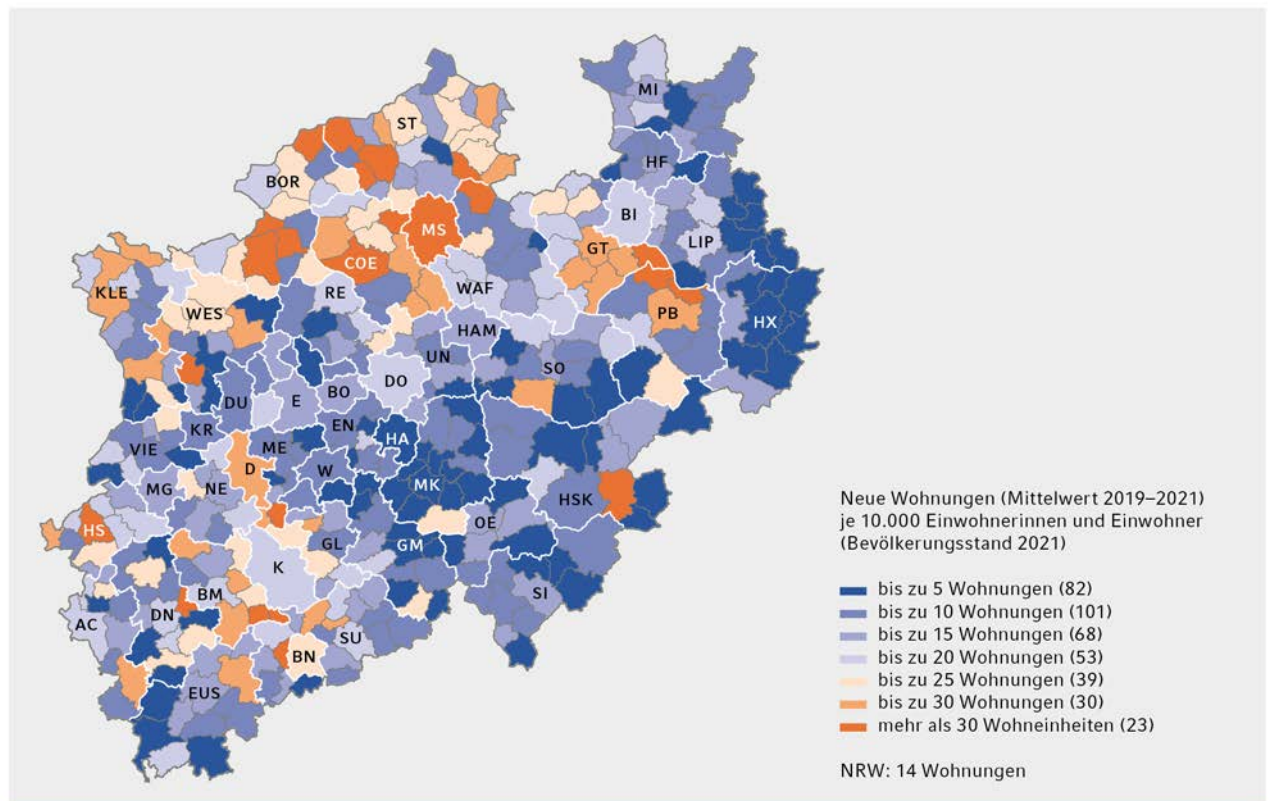 MI
ST
HF
BOR
BI
MS
LIP
GT
COE
KLE
RE
WAF
WES
PB
HX
HAM
UN
SO
DO
BO
E
DU
EN
KR
HA
ME
VIE
D
W
MK
MG
NE
HSK
HS
OE
GL
GM
K
BM
SI
DN
AC
SU
BN
EUS
Neue Wohnungen (Mittelwert 2019–2021)
je 10.000 Einwohnerinnen und Einwohner
(Bevölkerungsstand 2021)
bis zu 5 Wohnungen (82)
bis zu 10 Wohnungen (101)
bis zu 15 Wohnungen (68)
bis zu 20 Wohnungen (53)
bis zu 25 Wohnungen (39)
bis zu 30 Wohnungen (30)
mehr als 30 Wohneinheiten (23)
NRW: 14 Wohnungen